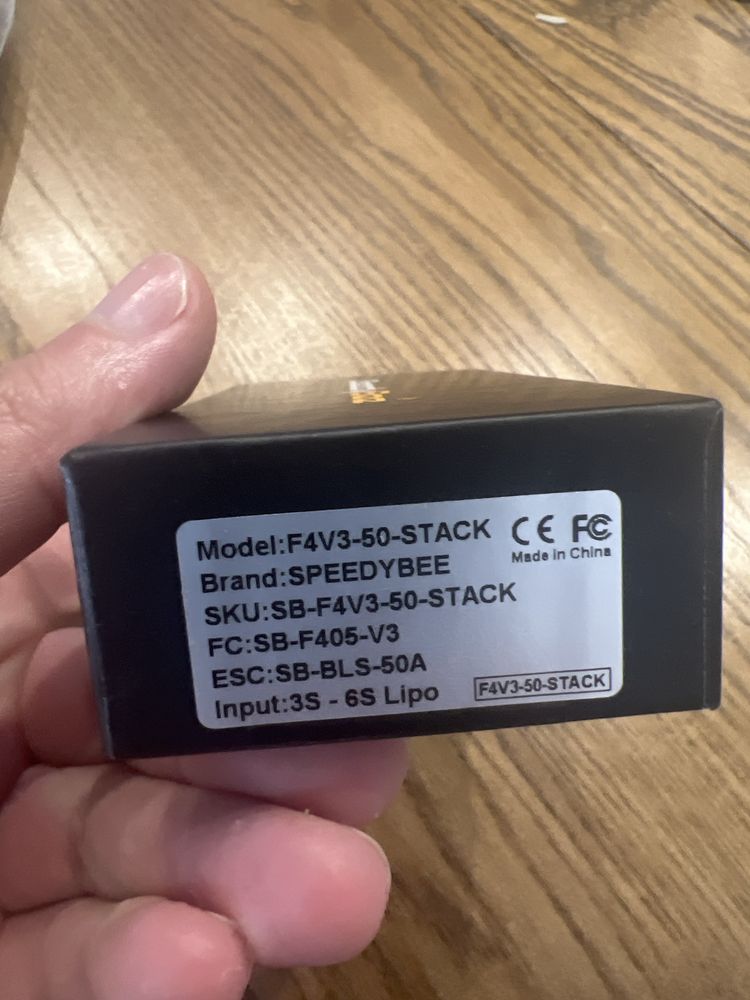 Model:F4V3-50-STACK
Brand:SPEEDYBEE
SKU:SB-F4V3-50-STACK
FC:SB-F405-V3
ESC:SB-BLS-50A
Input:3S - 6S Lipo
CE FC
Made in China
F4V3-50-STACK